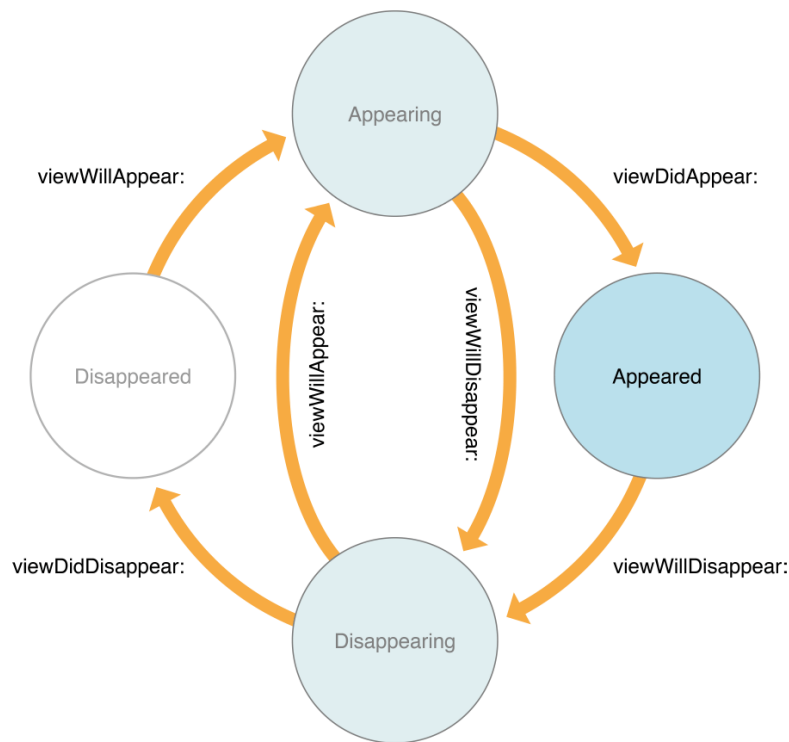 Appearing
viewWillAppear:
viewDidAppear:
viewWillAppear:
viewWillDisappear:
Disappeared
Appeared
viewDidDisappear:
viewWillDisappear:
Disappearing